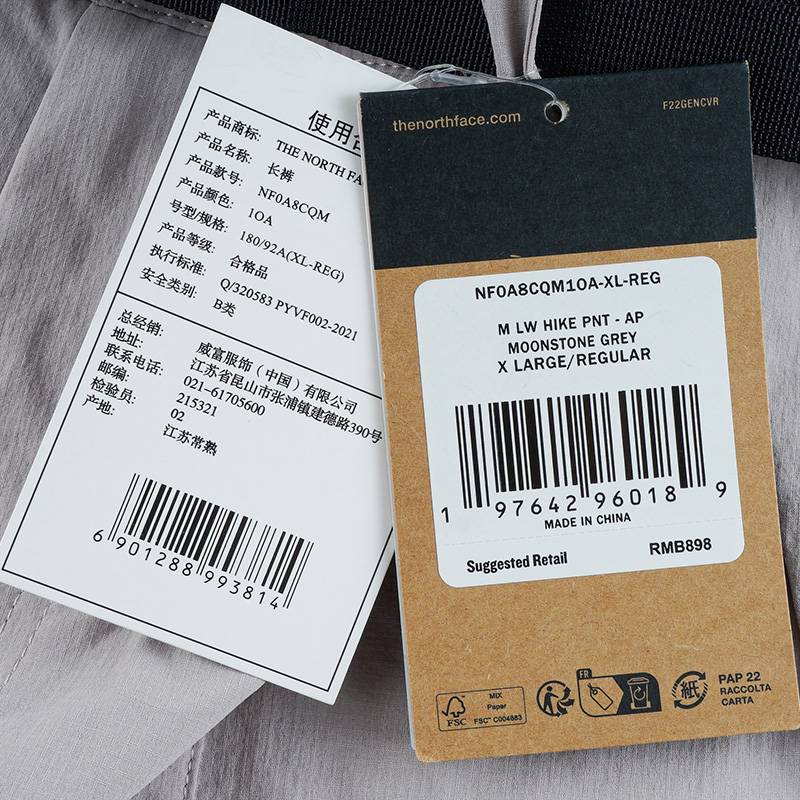 使用
产品商标: THE NORTH FA
产品名称: 长裤
产品款号: NF0A8CQM
产品颜色: 1OA
号型/规格: 180/92A(XL-REG)
产品等级: 合格品
执行标准: Q/320583 PYVF002-2021
安全类别: B类
总经销: 威富服饰（中国）有限公司
地址: 江苏省昆山市张浦镇建德路390号
联系电话: 021-61705600
邮编: 215321
检验员: 02
产地: 江苏常熟
6 901288 993814
thenorthface.com
F22GENCVR
NF0A8CQM1OA-XL-REG
M LW HIKE PNT - AP
MOONSTONE GREY
X LARGE/REGULAR
1 97642 96018 9
MADE IN CHINA
Suggested Retail RMB898
FSC
MIX
Paper
FSC™ C004883
FR
紙
PAP 22
RACCOLTA
CARTA